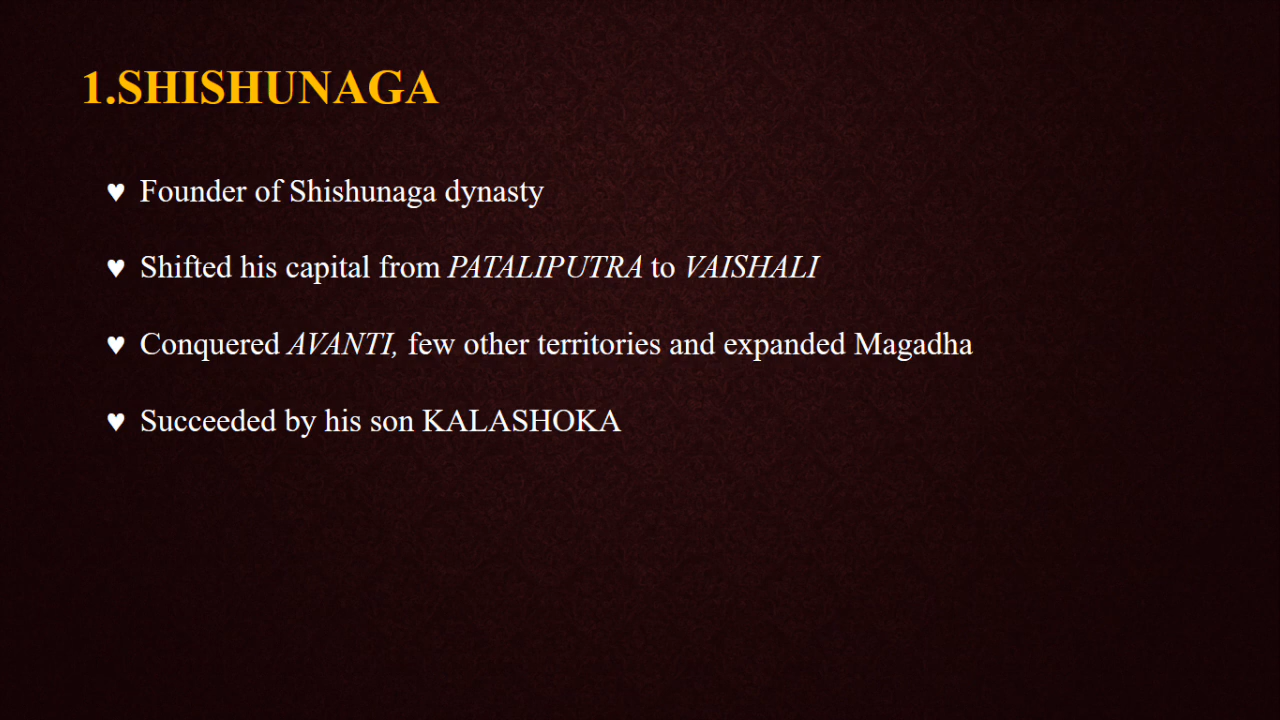 1.SHISHUNAGA
♥ Founder of Shishunaga dynasty
♥ Shifted his capital from PATALIPUTRA to VAISHALI
♥ Conquered AVANTI, few other territories and expanded Magadha
♥ Succeeded by his son KALASHOKA